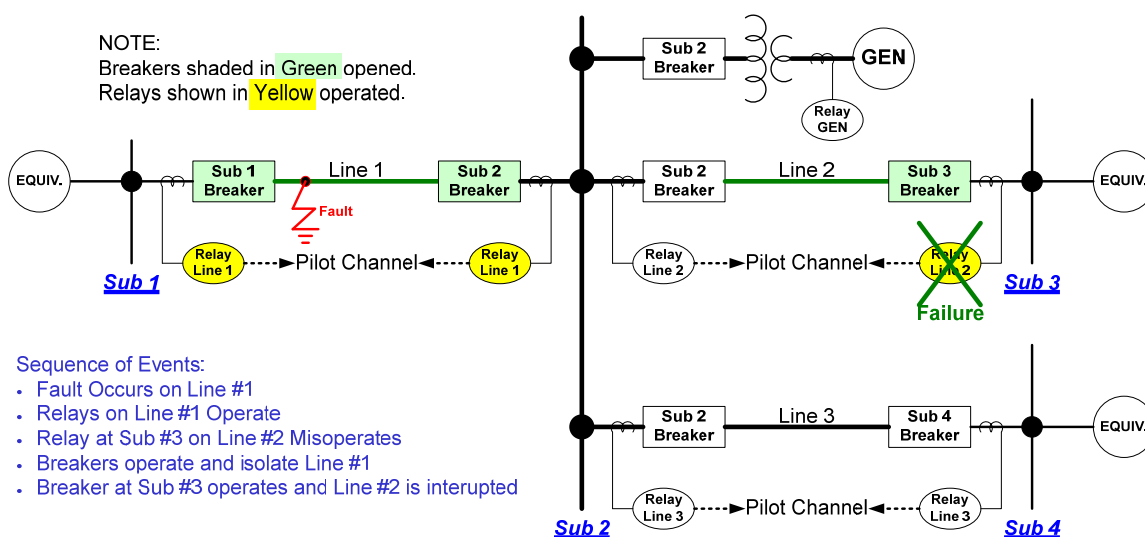 NOTE:
Breakers shaded in Green opened.
Relays shown in Yellow operated.
Sub 2
Breaker
GEN
Relay
GEN
EQUIV.
Sub 1
Breaker
Line 1
Sub 2
Breaker
Sub 2
Breaker
Line 2
Sub 3
Breaker
EQUIV.
Fault
Relay
Line 1
Pilot Channel
Relay
Line 1
Relay
Line 2
Pilot Channel
Relay
Line 2
Failure
Sub 1
Sub 3
Sequence of Events:
• Fault Occurs on Line #1
• Relays on Line #1 Operate
• Relay at Sub #3 on Line #2 Misoperates
• Breakers operate and isolate Line #1
• Breaker at Sub #3 operates and Line #2 is interupted
Sub 2
Breaker
Line 3
Sub 4
Breaker
EQUIV.
Relay
Line 3
Pilot Channel
Relay
Line 3
Sub 2
Sub 4